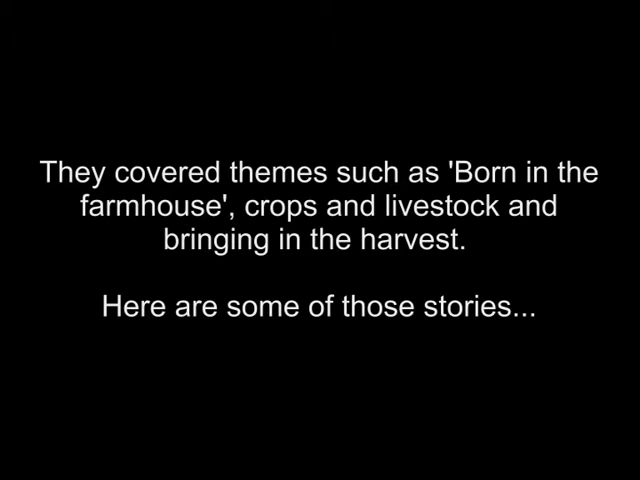 They covered themes such as 'Born in the
farmhouse', crops and livestock and
bringing in the harvest.
Here are some of those stories...